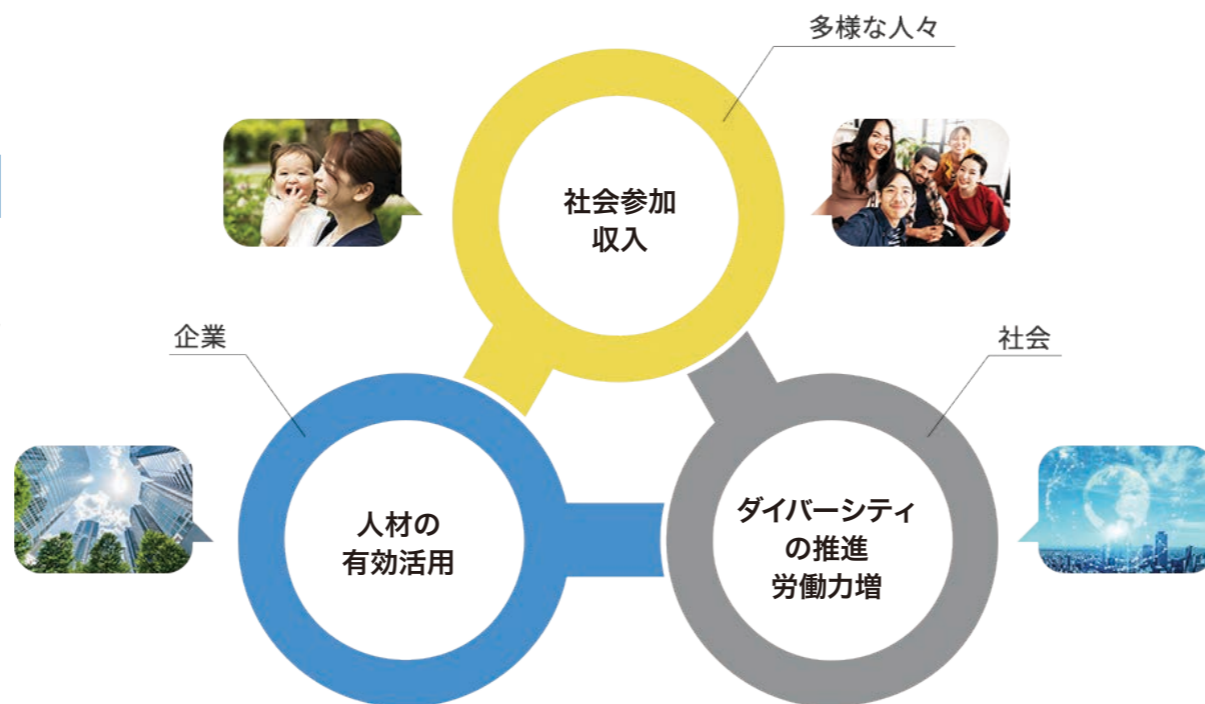 多様な人々
社会参加
収入
企業
社会
人材の
有効活用
ダイバーシティ
の推進
労働力増